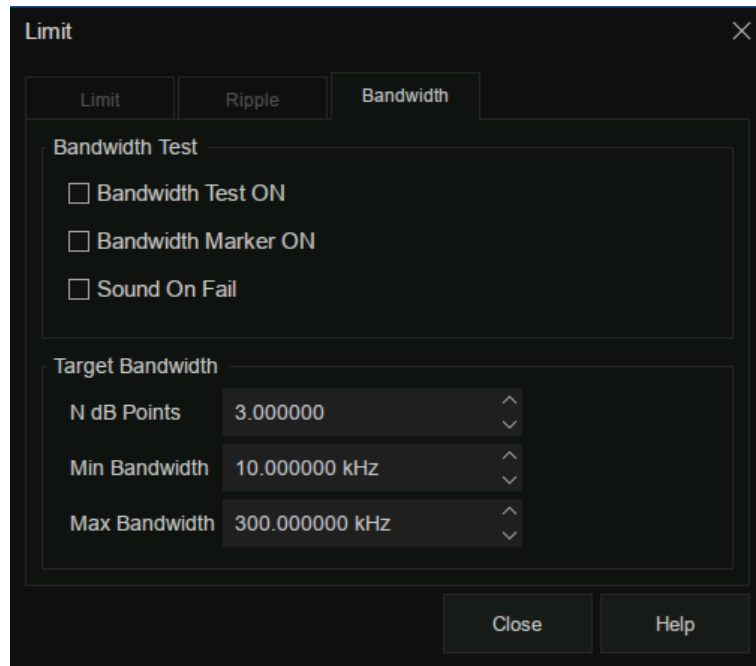 Limit
Limit Ripple Bandwidth
Bandwidth Test
Bandwidth Test ON
Bandwidth Marker ON
Sound On Fail
Target Bandwidth
N dB Points 3.000000
Min Bandwidth 10.000000 kHz
Max Bandwidth 300.000000 kHz
Close Help